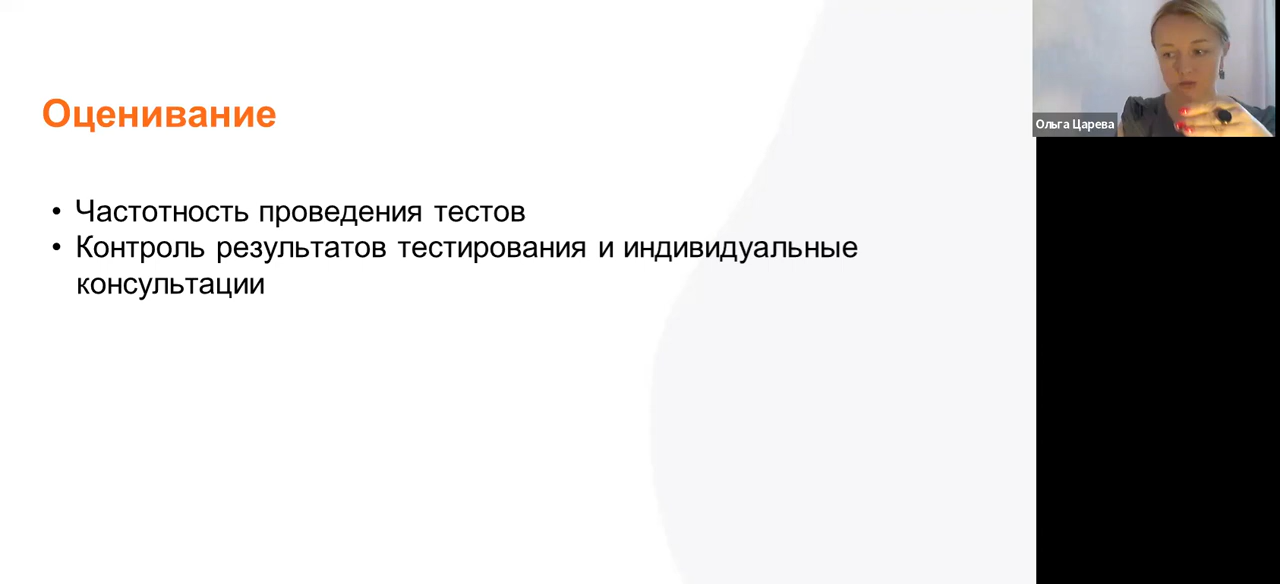 Оценивание
• Частотность проведения тестов
• Контроль результатов тестирования и индивидуальные
консультации
Ольга Царева